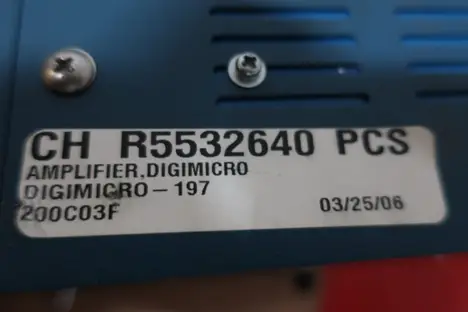 CH R5532640 PCS
AMPLIFIER,DIGIMICRO
DIGIMICRO-197
200C03F 03/25/06